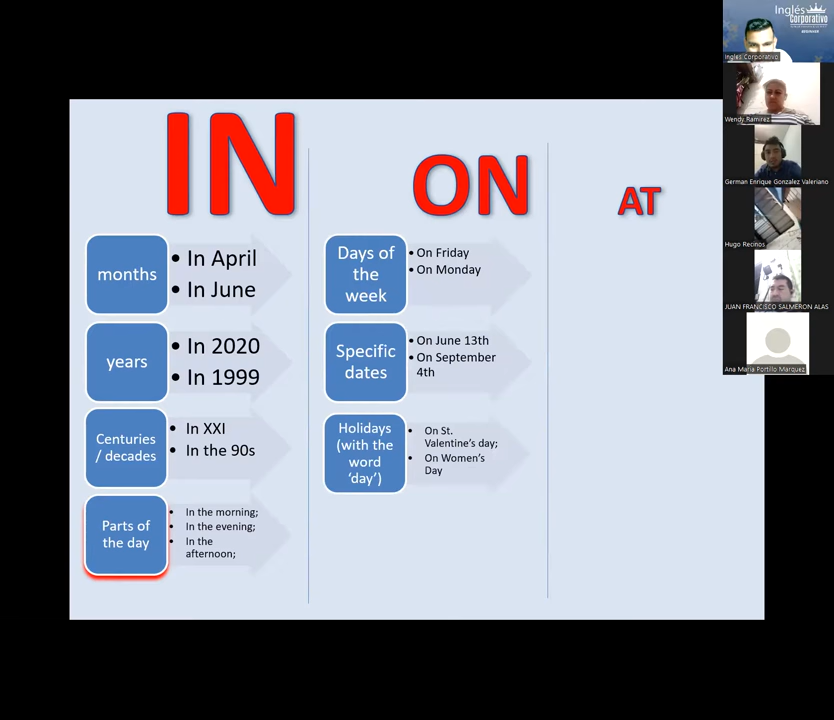 IN
months
• In April
• In June
years
• In 2020
• In 1999
Centuries
/ decades
• In XXI
• In the 90s
Parts of
the day
• In the morning;
• In the evening;
• In the
afternoon;
ON
Days of
the
week
• On Friday
• On Monday
Specific
dates
• On June 13th
• On September
4th
Holidays
(with the
word
‘day’)
• On St.
Valentine’s day;
• On Women’s
Day
AT
Inglés
Corporativo
BEGINNER
Inglés Corporativo
Wendy Ramirez
German Enrique Gonzalez Valeriano
Hugo Recinos
JUAN FRANCISCO SALMERON ALAS
Ana Maria Portillo Marquez